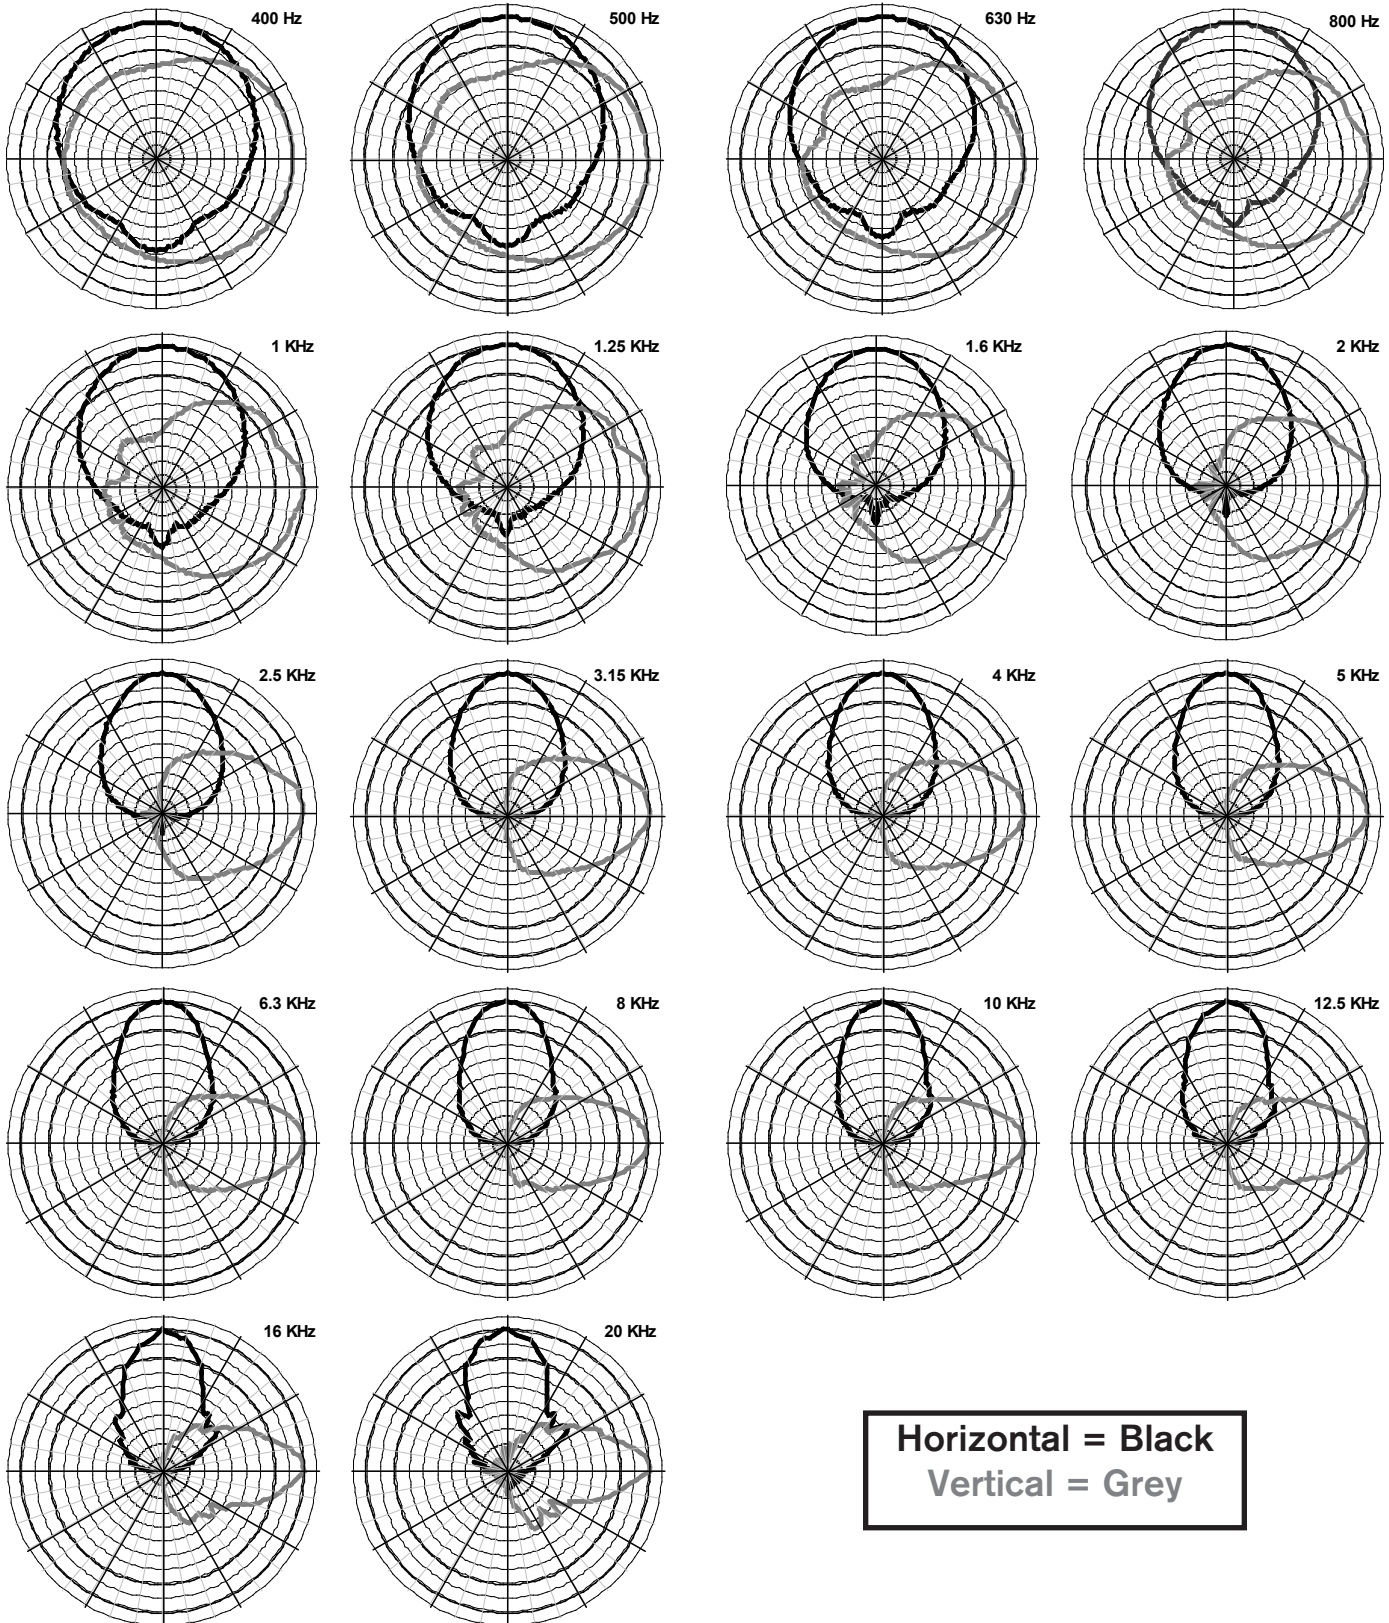 400 Hz
500 Hz
630 Hz
800 Hz
1 KHz
1.25 KHz
1.6 KHz
2 KHz
2.5 KHz
3.15 KHz
4 KHz
5 KHz
6.3 KHz
8 KHz
10 KHz
12.5 KHz
16 KHz
20 KHz
Horizontal = Black
Vertical = Grey